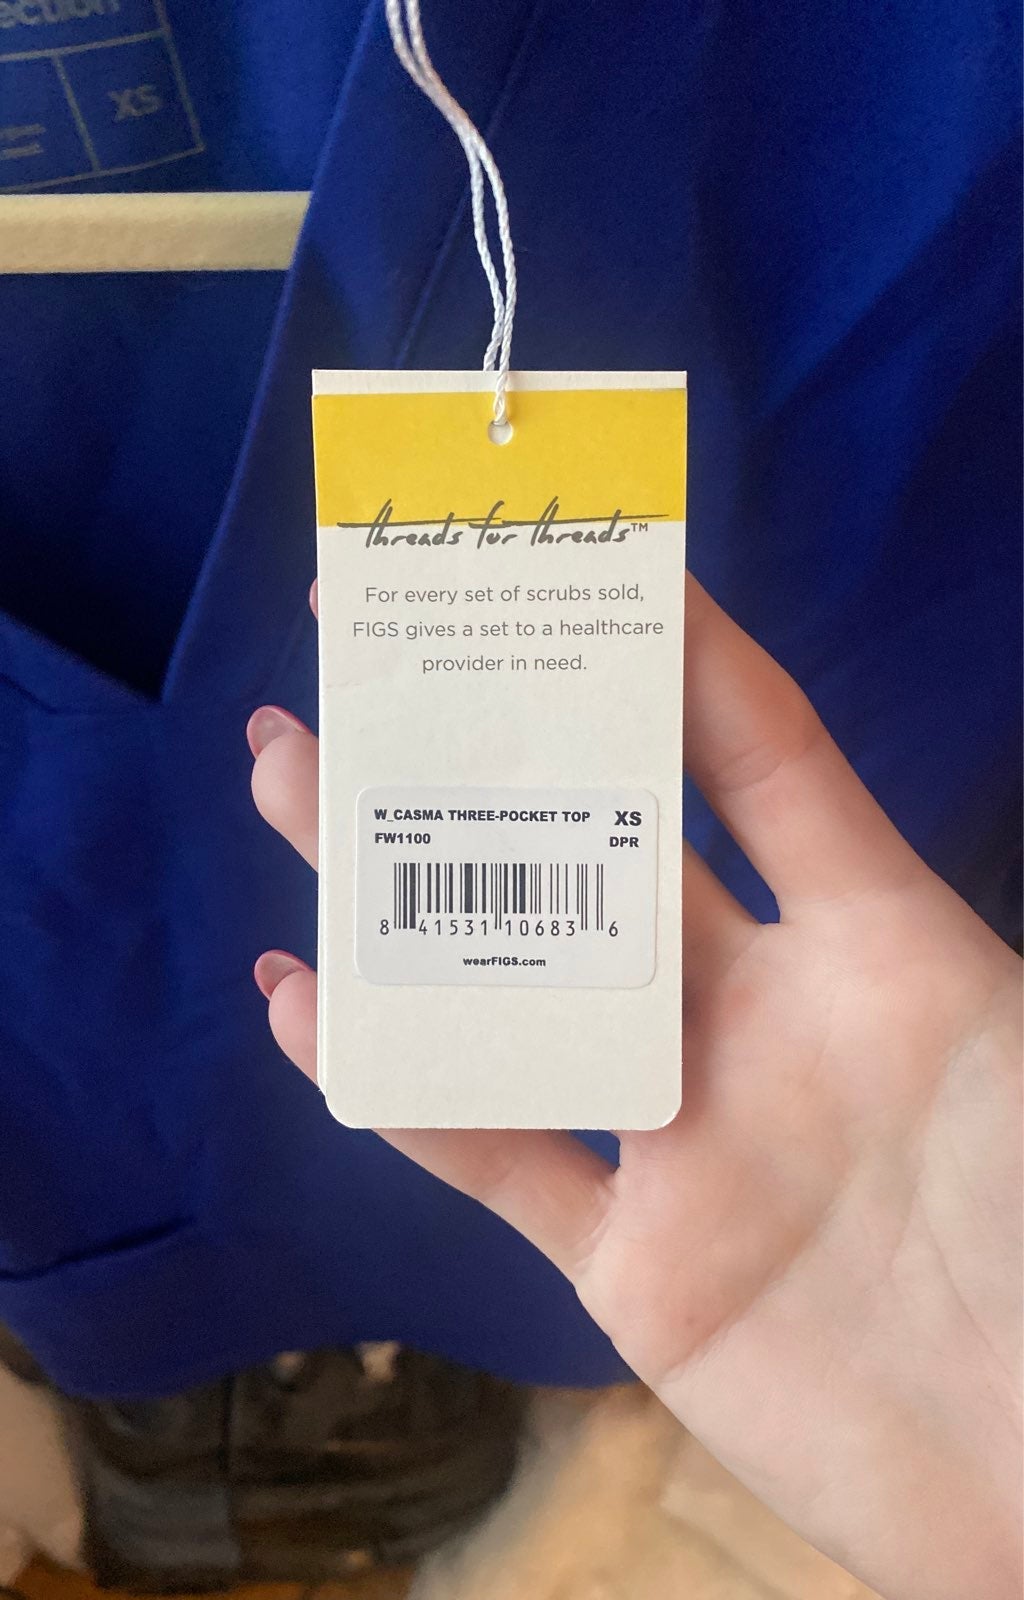 XS
threads for threads™
For every set of scrubs sold,
FIGS gives a set to a healthcare
provider in need.
W_CASMA THREE-POCKET TOP XS
FW1100 DPR
8 41531 10683 6
wearFIGS.com